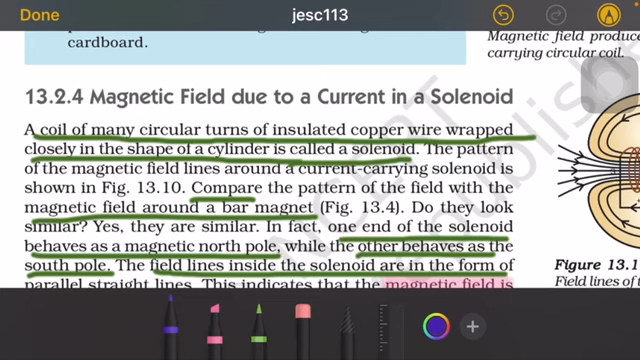 Done
jesc113
cardboard.
Magnetic field produce
carrying circular coil.
13.2.4 Magnetic Field due to a Current in a Solenoid
A coil of many circular turns of insulated copper wire wrapped
closely in the shape of a cylinder is called a solenoid. The pattern
of the magnetic field lines around a current-carrying solenoid is
shown in Fig. 13.10. Compare the pattern of the field with the
magnetic field around a bar magnet (Fig. 13.4). Do they look
similar? Yes, they are similar. In fact, one end of the solenoid
behaves as a magnetic north pole, while the other behaves as the
south pole. The field lines inside the solenoid are in the form of
parallel straight lines. This indicates that the magnetic field is
Figure 13.1
Field lines of t